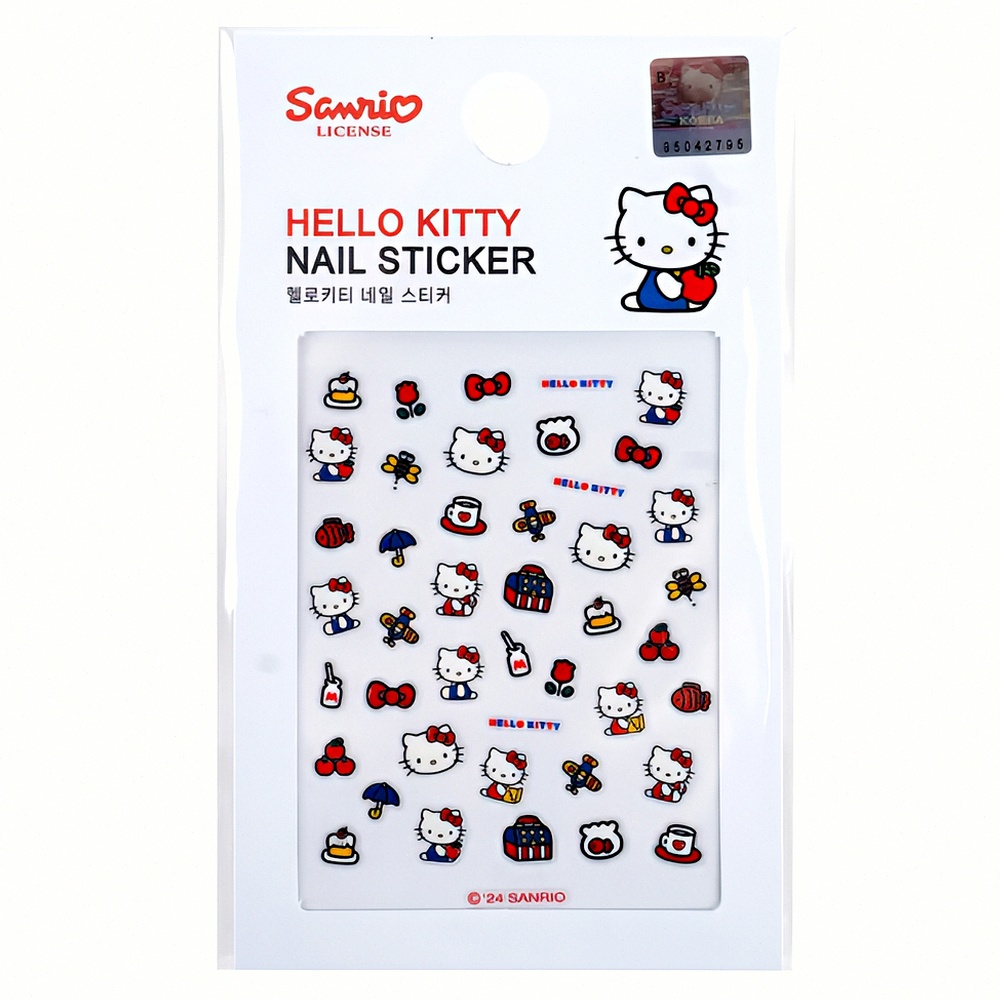 Sanrio
LICENSE
B
KOREA
85042795
HELLO KITTY
NAIL STICKER
헬로키티 네일 스티커
HELLO KITTY
HELLO KITTY
M
M
HELLO KITTY
©'24 SANRIO